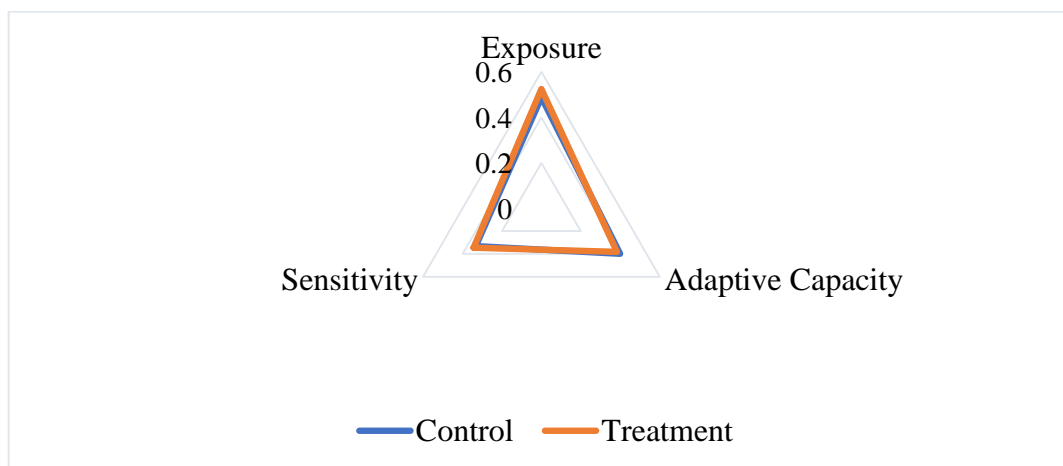 Exposure
0.6
0.4
0.2
0
Sensitivity
Adaptive Capacity
Control Treatment